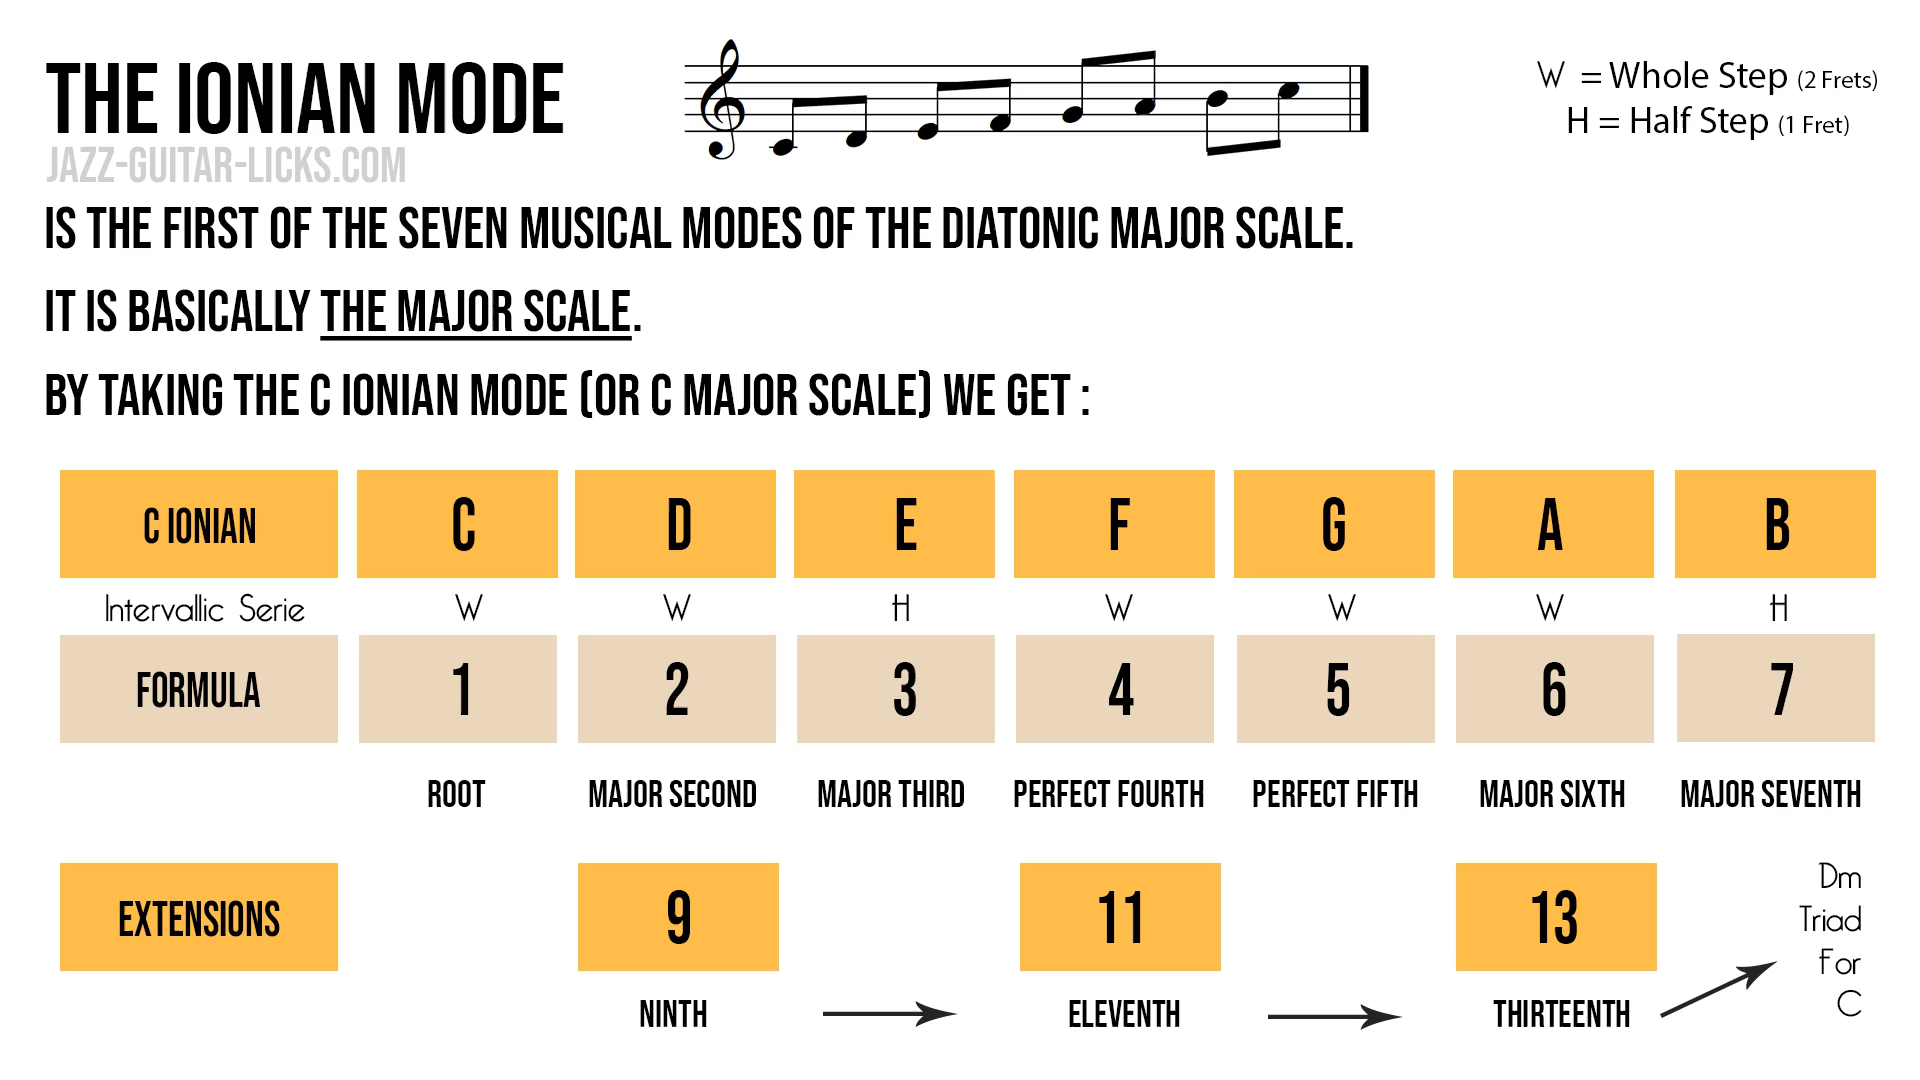 THE IONIAN MODE
JAZZ-GUITAR-LICKS.COM
W = Whole Step (2 Frets)
H = Half Step (1 Fret)
IS THE FIRST OF THE SEVEN MUSICAL MODES OF THE DIATONIC MAJOR SCALE.
IT IS BASICALLY THE MAJOR SCALE.
BY TAKING THE C IONIAN MODE (OR C MAJOR SCALE) WE GET :
C IONIAN C D E F G A B
Intervallic Serie W W H W W W H
FORMULA 1 2 3 4 5 6 7
ROOT MAJOR SECOND MAJOR THIRD PERFECT FOURTH PERFECT FIFTH MAJOR SIXTH MAJOR SEVENTH
EXTENSIONS 9 11 13
NINTH ELEVENTH THIRTEENTH
Dm
Triad
For
C